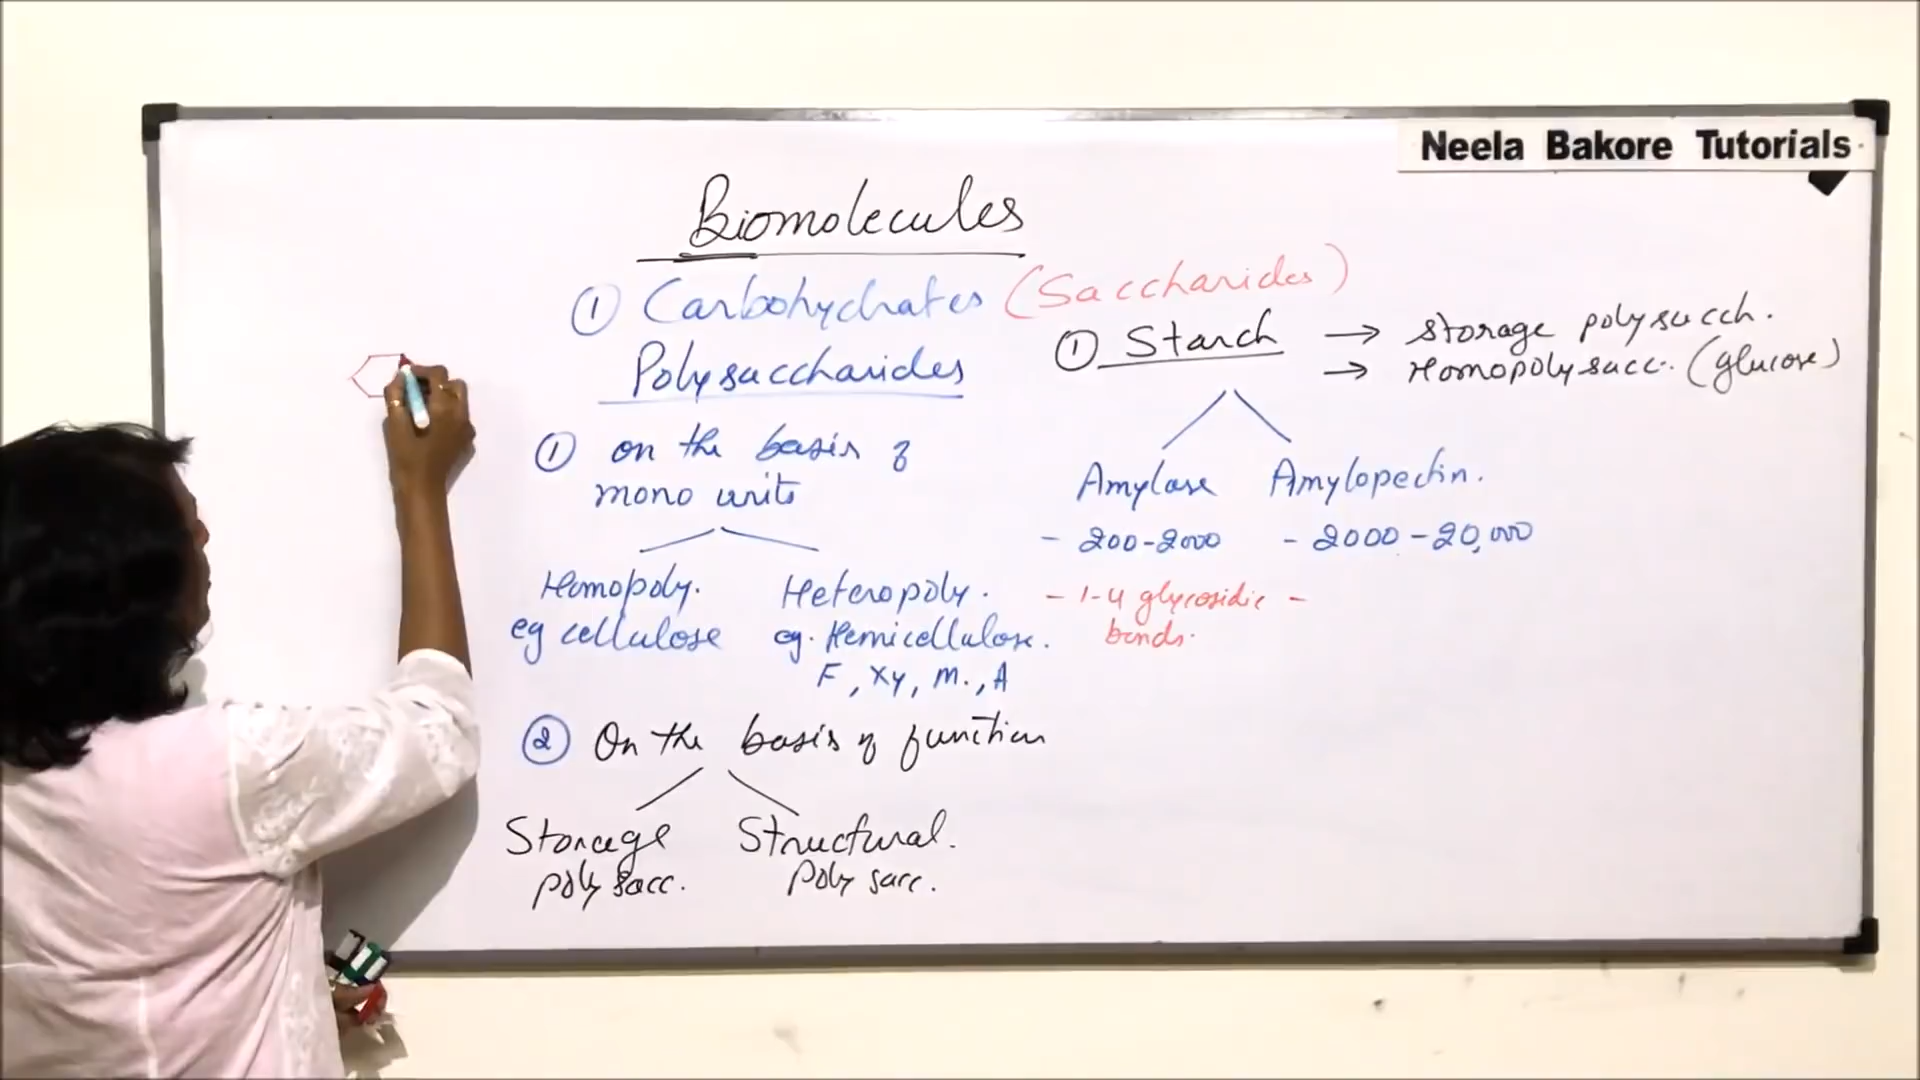 Neela Bakore Tutorials
Biomolecules
① Carbohydrates (Saccharides)
Polysaccharides
① on the basis of
mono units
Homopoly. Heteropoly.
eg cellulose eg. Hemicellulose.
F, Xy, M., A
② On the basis of function
Storage Structural.
poly sacc. Poly sacc.
① Starch → storage polysacch.
→ Homopolysacc. (glucose)
Amylose Amylopectin.
- 200-2000 - 2000-20,000
- 1-4 glycosidic -
bonds.